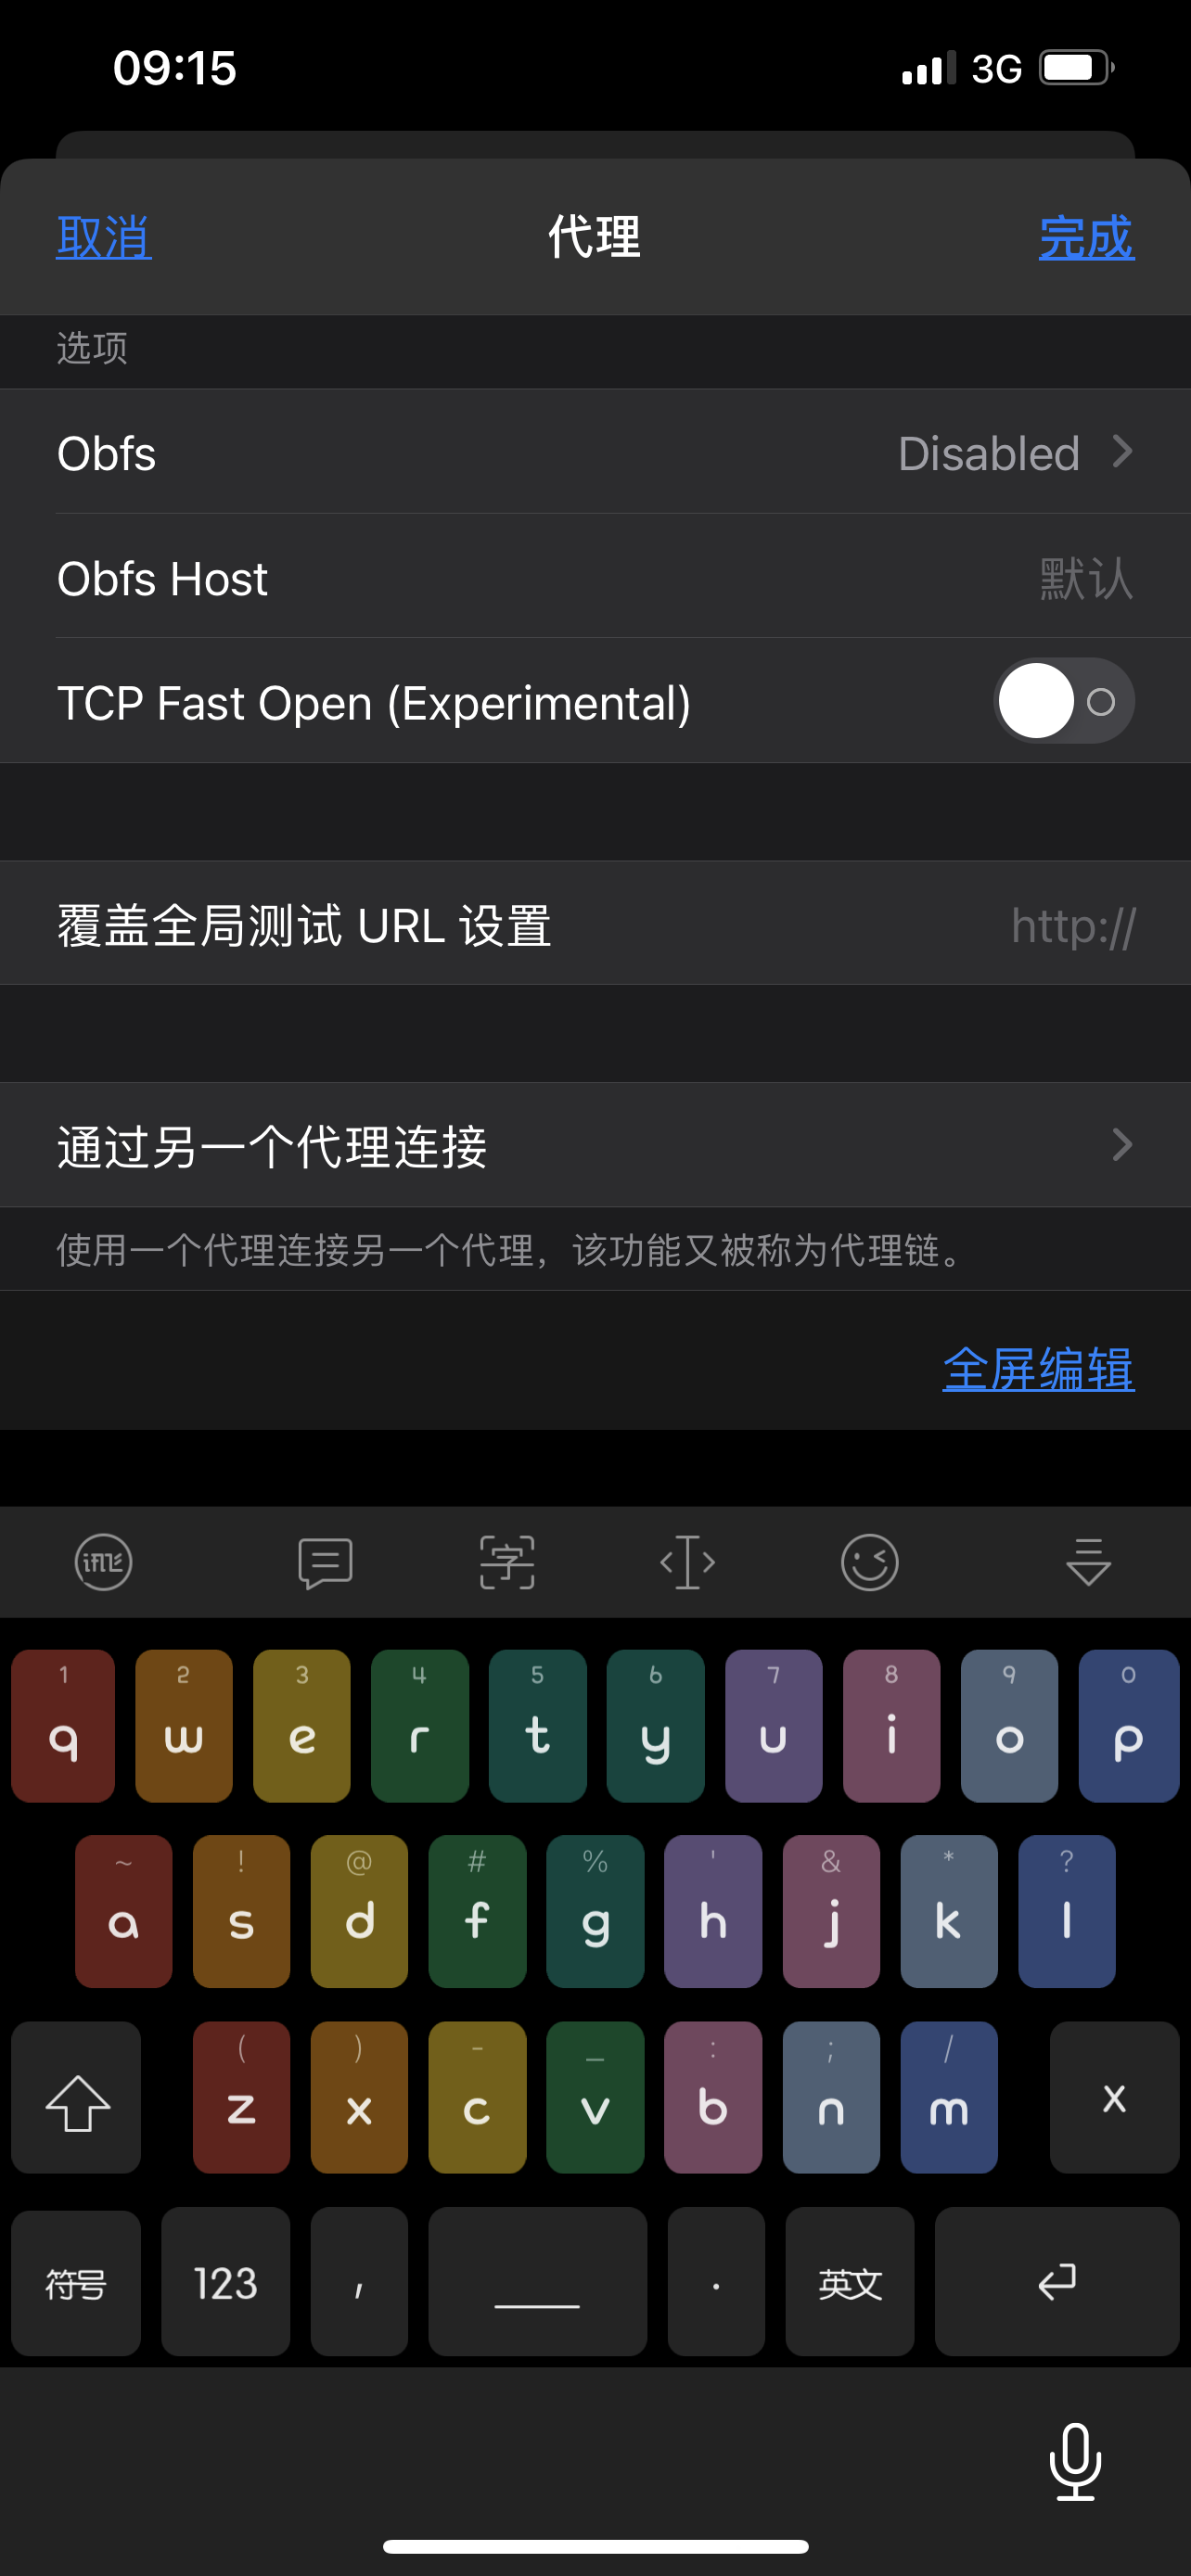 09:15
3G
取消
代理
完成
选项
Obfs
Disabled
Obfs Host
默认
TCP Fast Open (Experimental)
覆盖全局测试 URL 设置
http://
通过另一个代理连接
使用一个代理连接另一个代理，该功能又被称为代理链。
全屏编辑
字
1 2 3 4 5 6 7 8 9 0
q w e r t y u i o p
~ ! @ # % ' & * ?
a s d f g h j k l
( ) - _ : ; /
z x c v b n m x
符号 123 , . 英文